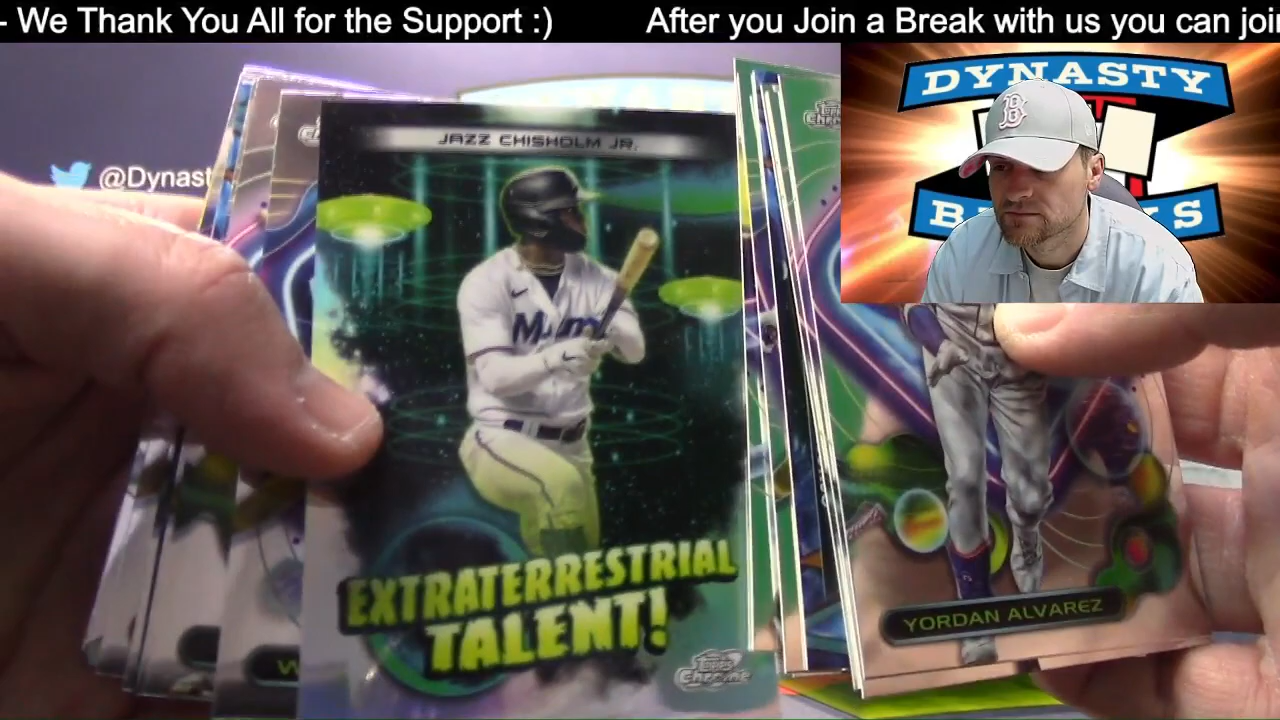 - We Thank You All for the Support :)
After you Join a Break with us you can joi
DYNASTY
B
@Dynast
JAZZ CHISHOLM JR.
EXTRATERRESTRIAL
TALENT!
Topps
Chrome
YORDAN ALVAREZ
W